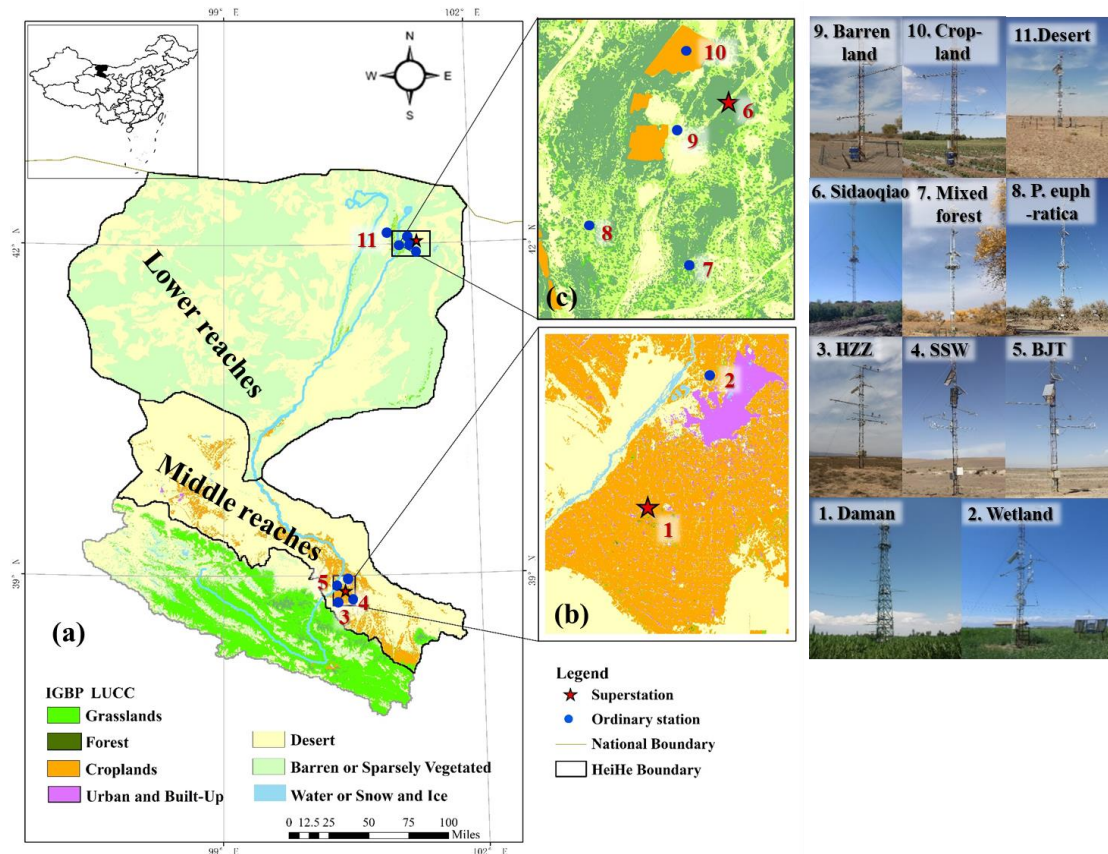 99° E
102° E
N
W
E
S
42° N
42° N
11
Lower reaches
Middle reaches
39° N
39° N
5
4
3
(a)
99° E
102° E
IGBP LUCC
Grasslands
Forest
Croplands
Urban and Built-Up
Desert
Barren or Sparsely Vegetated
Water or Snow and Ice
0 12.5 25 50 75 100
Miles
10
6
9
8
7
(c)
2
1
(b)
Legend
Superstation
Ordinary station
National Boundary
HeiHe Boundary
9. Barren
land
10. Crop-
land
11.Desert
6. Sidaoqiao
7. Mixed
forest
8. P. euph
-ratica
3. HZZ
4. SSW
5. BJT
1. Daman
2. Wetland